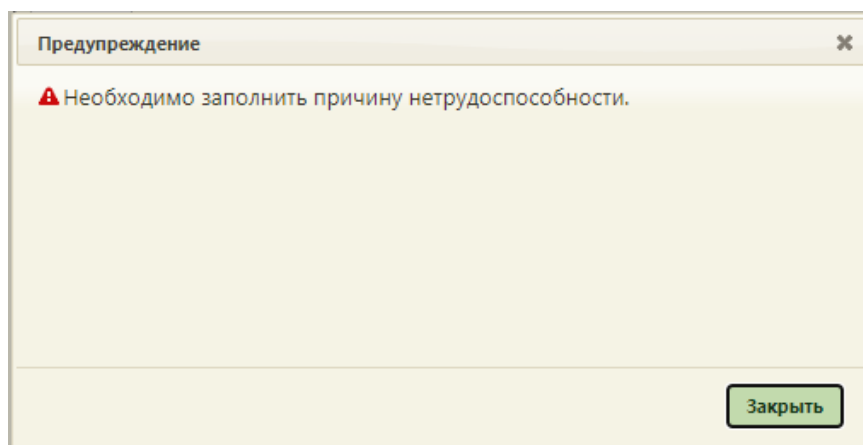 Предупреждение
Необходимо заполнить причину нетрудоспособности.
Закрыть